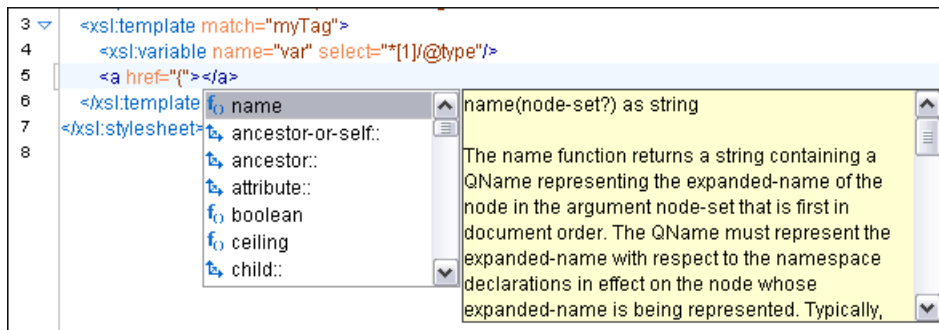 3 <xsl:template match="myTag">
4 <xsl:variable name="var" select="*[1]/@type"/>
5 <a href="{"></a>
6 </xsl:template
7 </xsl:stylesheet>
8
f() name
ancestor-or-self::
ancestor::
attribute::
f() boolean
f() ceiling
child::
name(node-set?) as string
The name function returns a string containing a
QName representing the expanded-name of the
node in the argument node-set that is first in
document order. The QName must represent the
expanded-name with respect to the namespace
declarations in effect on the node whose
expanded-name is being represented. Typically,